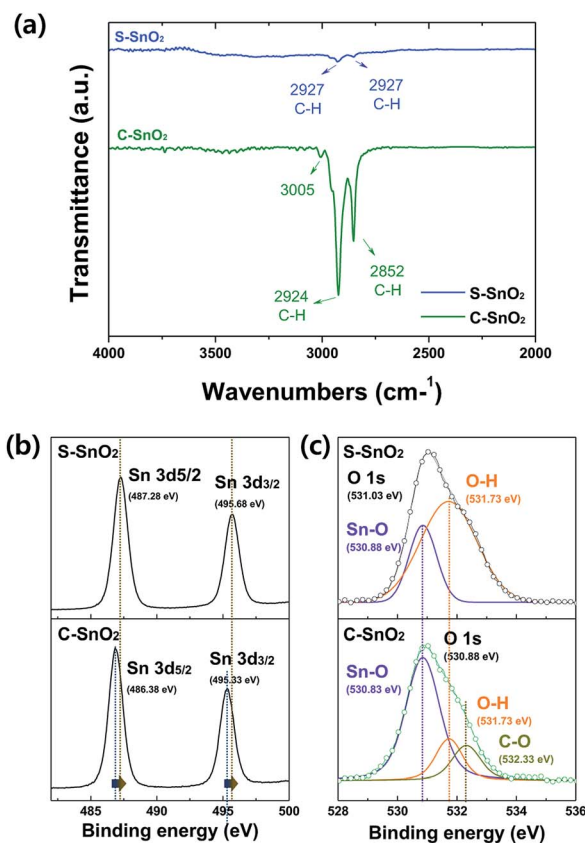 (a)
S-SnO₂
2927
C-H
2927
C-H
C-SnO₂
3005
2924
C-H
2852
C-H
S-SnO₂
C-SnO₂
Transmittance (a.u.)
4000 3500 3000 2500 2000
Wavenumbers (cm-¹)
(b)
S-SnO₂
Sn 3d5/2
(487.28 eV)
Sn 3d₃/₂
(495.68 eV)
C-SnO₂
Sn 3d₅/₂
(486.38 eV)
Sn 3d₃/₂
(495.33 eV)
485 490 495 500
Binding energy (eV)
(c)
S-SnO₂
O 1s
(531.03 eV)
O-H
(531.73 eV)
Sn-O
(530.88 eV)
C-SnO₂
O 1s
(530.88 eV)
Sn-O
(530.83 eV)
O-H
(531.73 eV)
C-O
(532.33 eV)
528 530 532 534 536
Binding energy (eV)